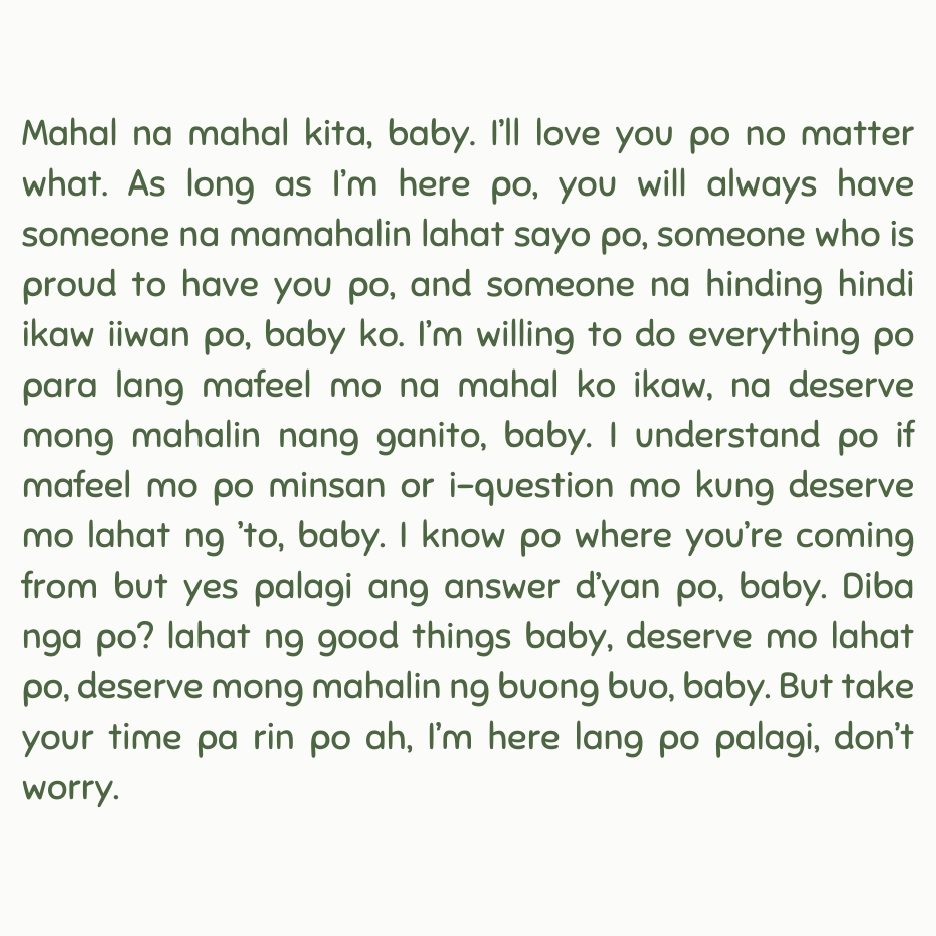 Mahal na mahal kita, baby. I'll love you po no matter
what. As long as I'm here po, you will always have
someone na mamahalin lahat sayo po, someone who is
proud to have you po, and someone na hinding hindi
ikaw iiwan po, baby ko. I'm willing to do everything po
para lang mafeel mo na mahal ko ikaw, na deserve
mong mahalin nang ganito, baby. I understand po if
mafeel mo po minsan or i-question mo kung deserve
mo lahat ng 'to, baby. I know po where you're coming
from but yes palagi ang answer d'yan po, baby. Diba
nga po? lahat ng good things baby, deserve mo lahat
po, deserve mong mahalin ng buong buo, baby. But take
your time pa rin po ah, I'm here lang po palagi, don't
worry.